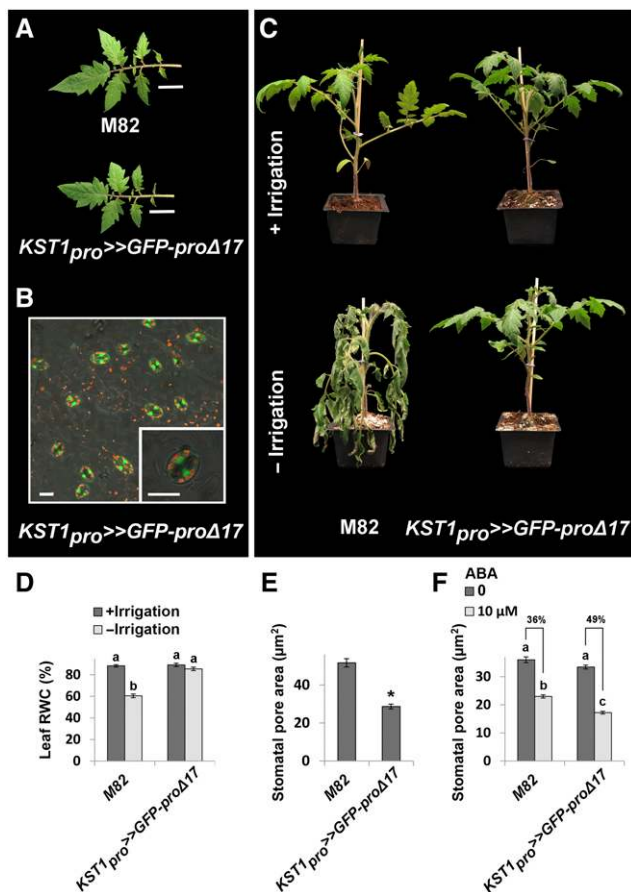 A
M82
KST1pro>>GFP-proΔ17
B
KST1pro>>GFP-proΔ17
C
+ Irrigation
– Irrigation
M82 KST1pro>>GFP-proΔ17
D
+Irrigation
–Irrigation
Leaf RWC (%)
80
60
40
20
0
a
b
a
a
M82
KST1pro>>GFP-proΔ17
E
Stomatal pore area (µm²)
60
40
20
0
*
M82
KST1pro>>GFP-proΔ17
F
ABA
0
10 µM
36%
49%
Stomatal pore area (µm²)
40
20
0
a
b
a
c
M82
KST1pro>>GFP-proΔ17